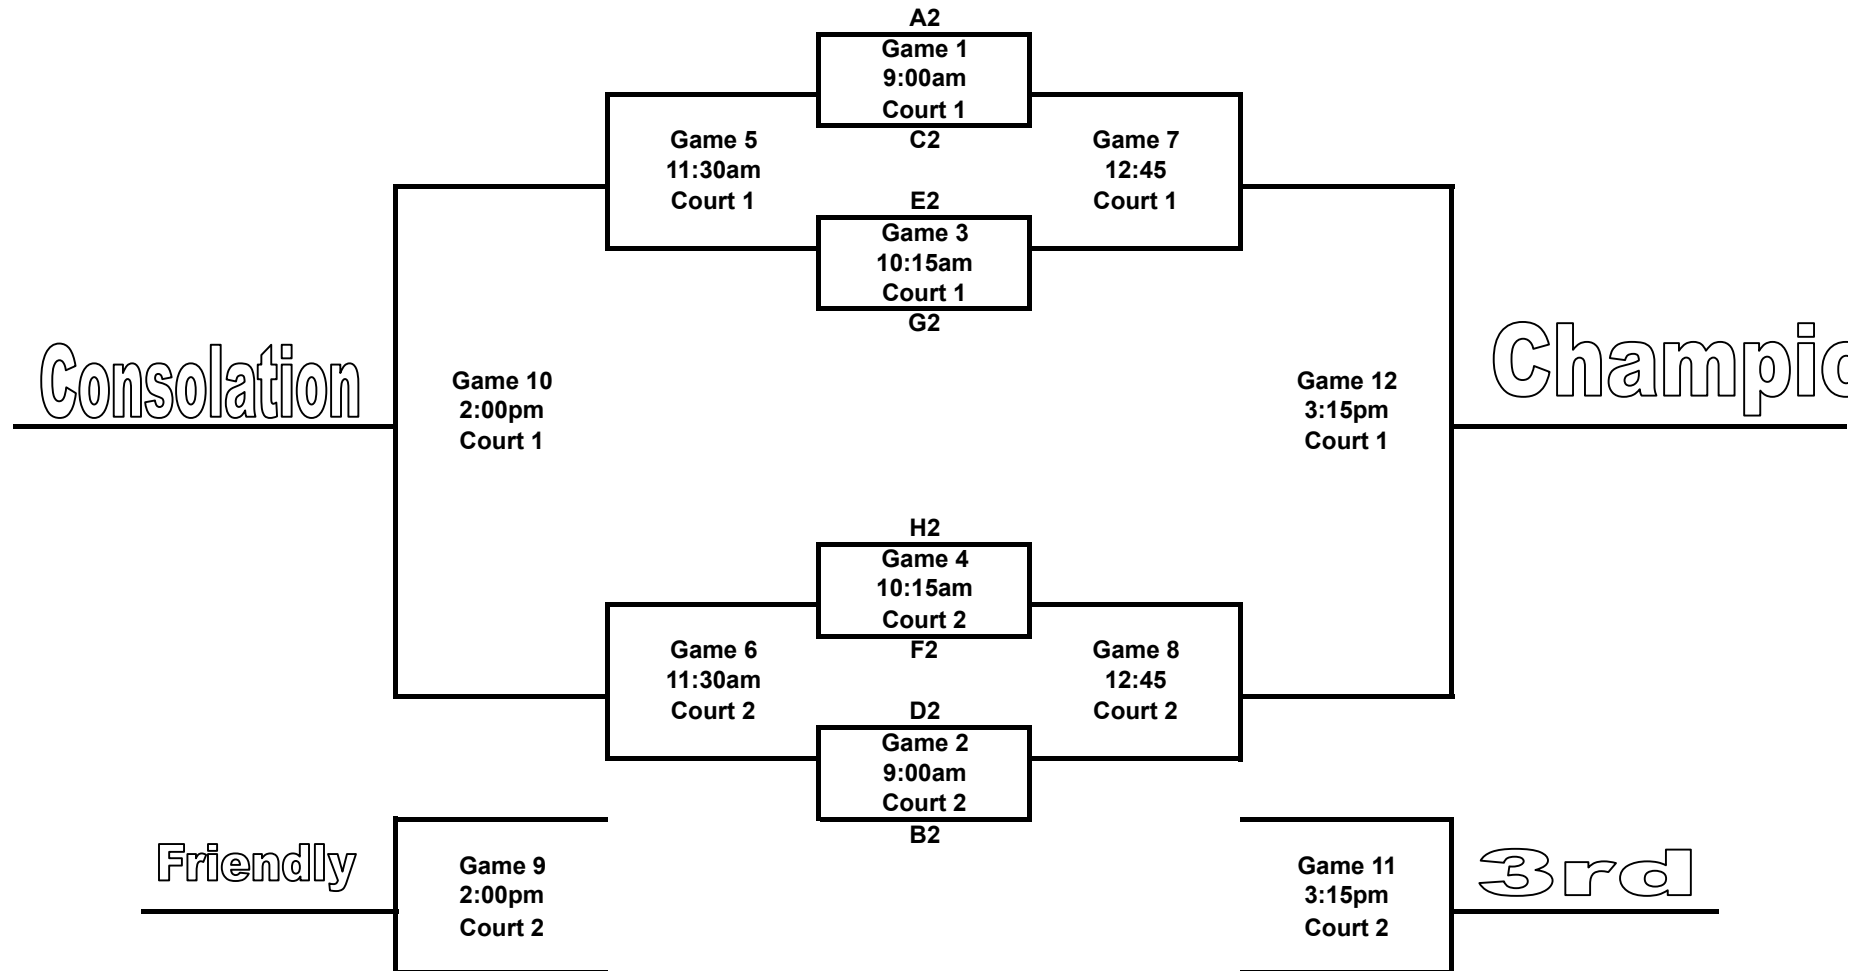 A2
Game 1
9:00am
Court 1
C2
Game 5
11:30am
Court 1
Game 7
12:45
Court 1
E2
Game 3
10:15am
Court 1
G2
Consolation
Game 10
2:00pm
Court 1
Game 12
3:15pm
Court 1
Champio
H2
Game 4
10:15am
Court 2
F2
Game 6
11:30am
Court 2
Game 8
12:45
Court 2
D2
Game 2
9:00am
Court 2
B2
Friendly
Game 9
2:00pm
Court 2
Game 11
3:15pm
Court 2
3rd